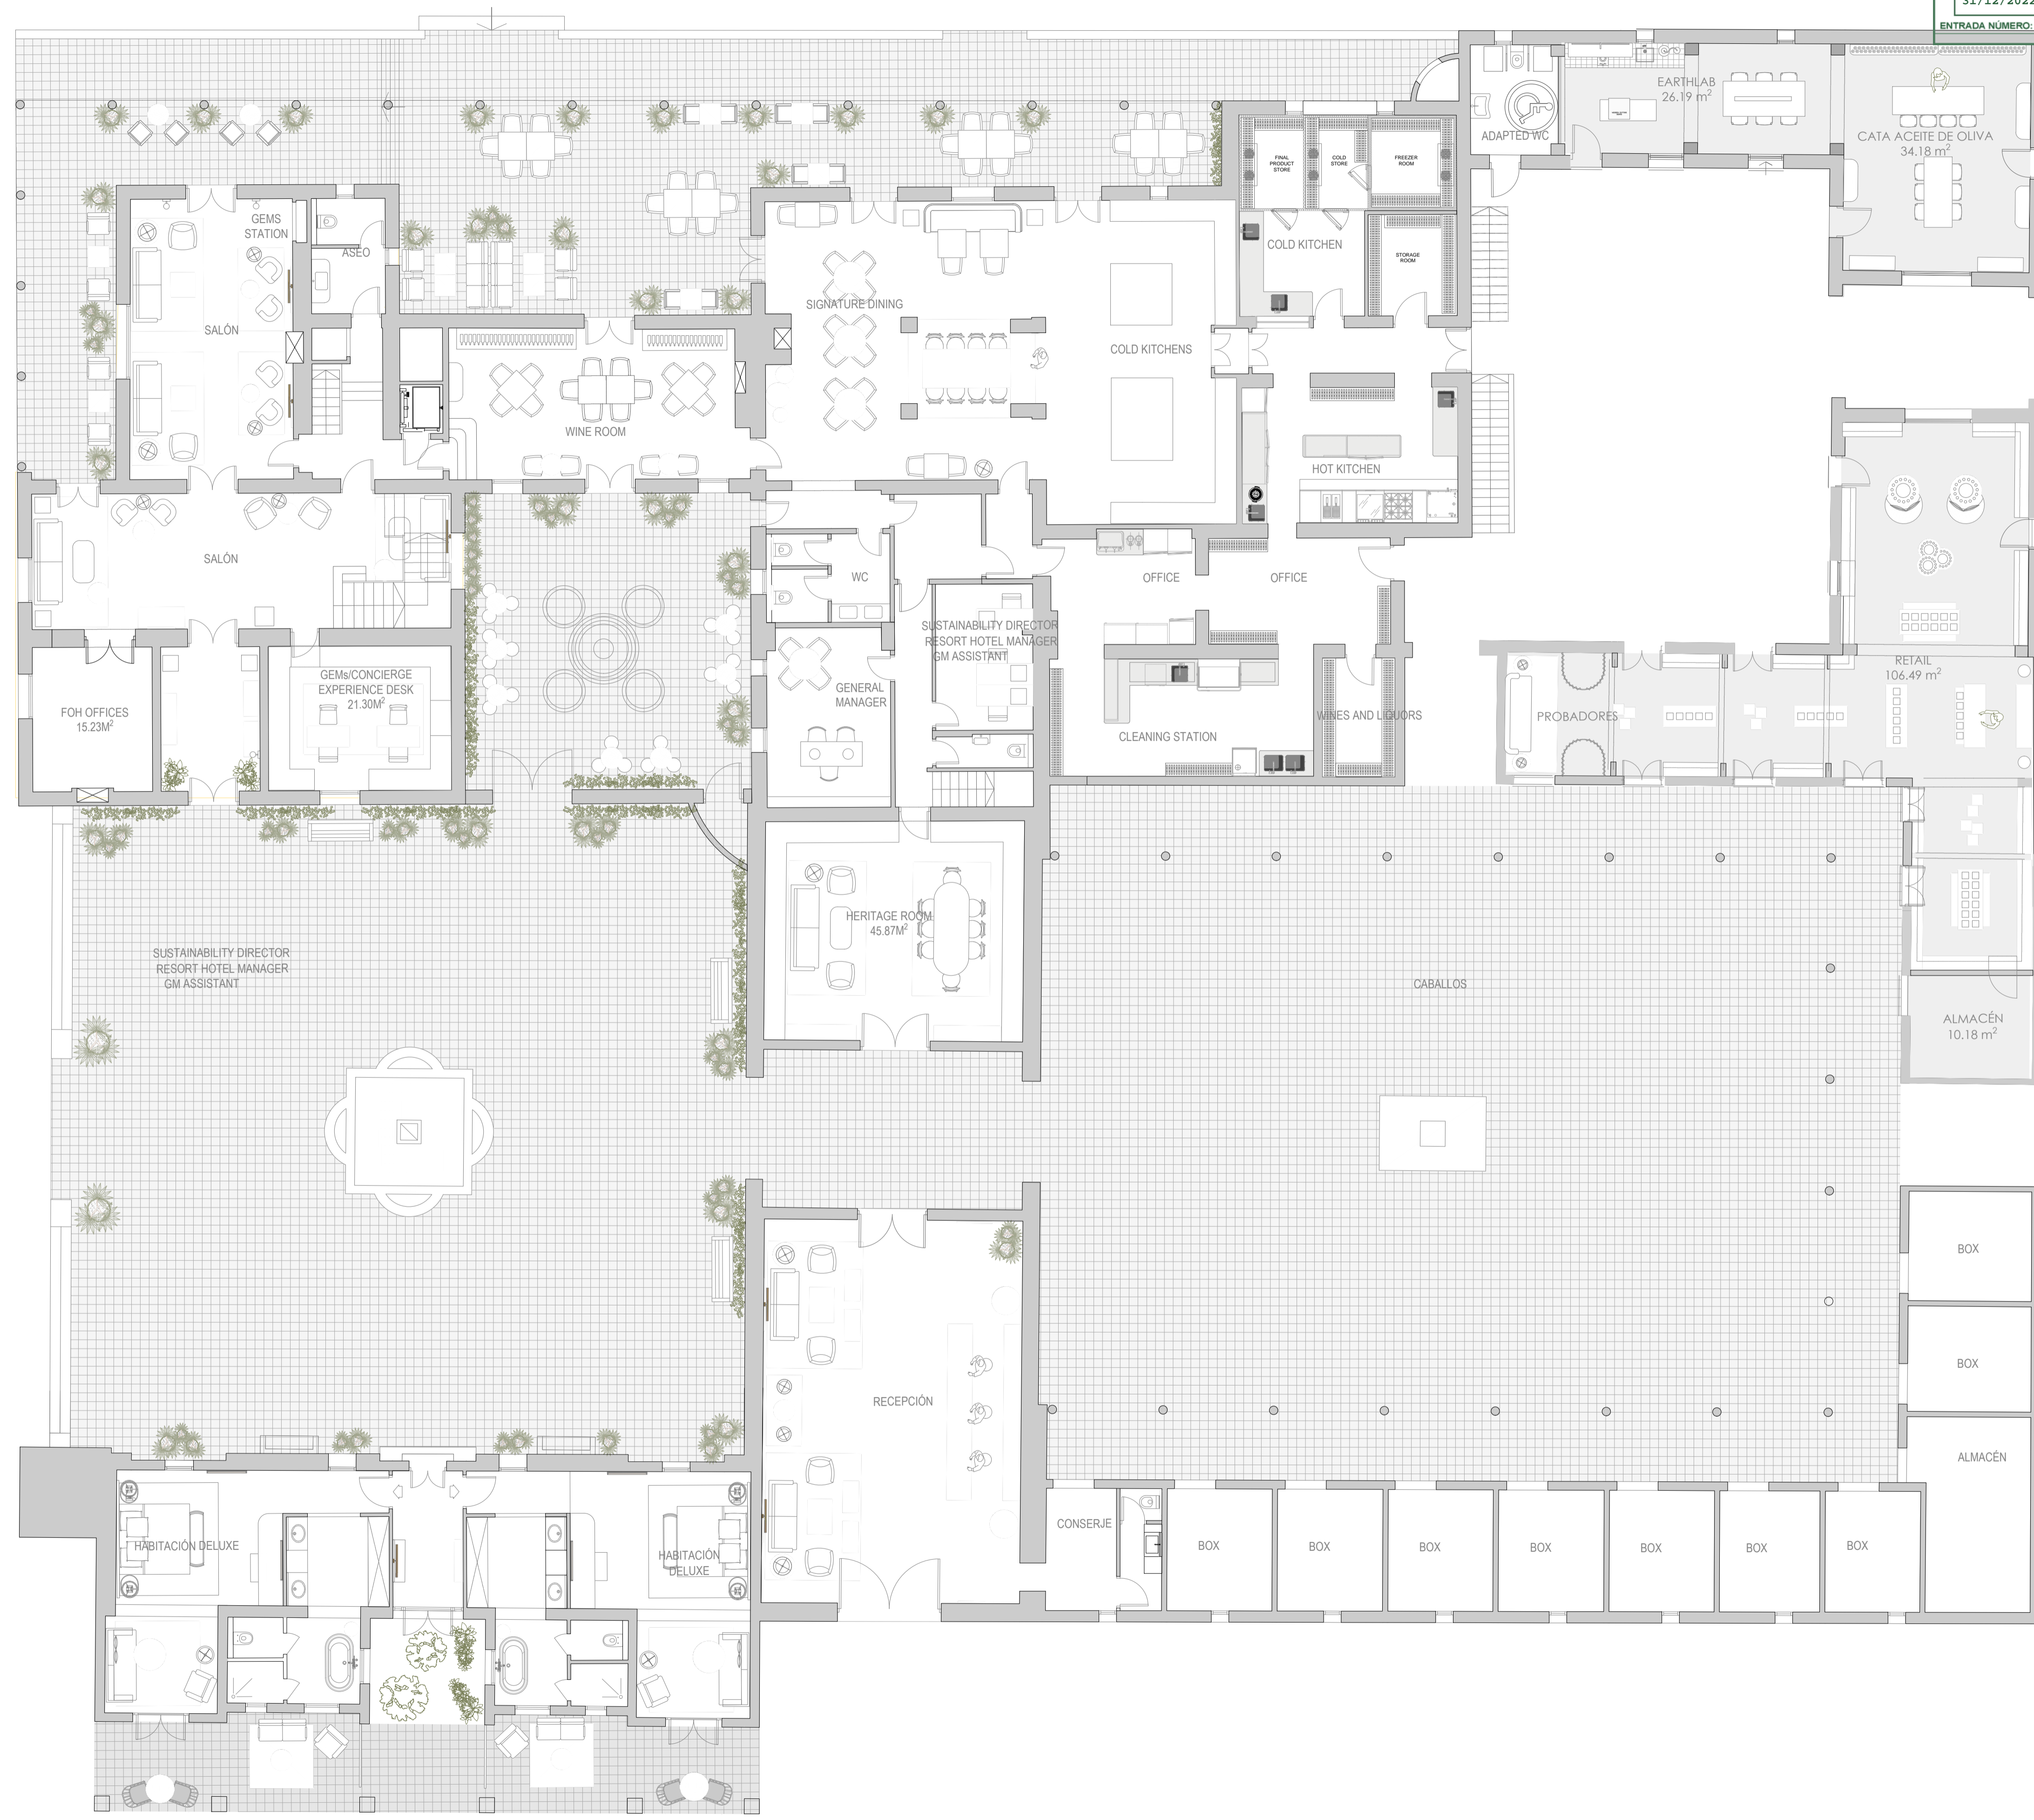 31/12/2022
ENTRADA NÚMERO:
EARTHLAB
26.19 m²
ADAPTED WC
CATA ACEITE DE OLIVA
34.18 m²
FINAL
PRODUCT
STORE
COLD
STORE
FREEZER
ROOM
GEMS
STATION
ASEO
COLD KITCHEN
STORAGE
ROOM
SIGNATURE DINING
SALÓN
COLD KITCHENS
WINE ROOM
HOT KITCHEN
SALÓN
WC
OFFICE
OFFICE
SUSTAINABILITY DIRECTOR
RESORT HOTEL MANAGER
GM ASSISTANT
RETAIL
106.49 m²
GEMs/CONCIERGE
EXPERIENCE DESK
21.30M²
GENERAL
MANAGER
FOH OFFICES
15.23M²
WINES AND LIQUORS
PROBADORES
CLEANING STATION
HERITAGE ROOM
45.87M²
SUSTAINABILITY DIRECTOR
RESORT HOTEL MANAGER
GM ASSISTANT
CABALLOS
ALMACÉN
10.18 m²
BOX
BOX
RECEPCIÓN
ALMACÉN
CONSERJE
HABITACIÓN DELUXE
HABITACIÓN
DELUXE
BOX
BOX
BOX
BOX
BOX
BOX
BOX